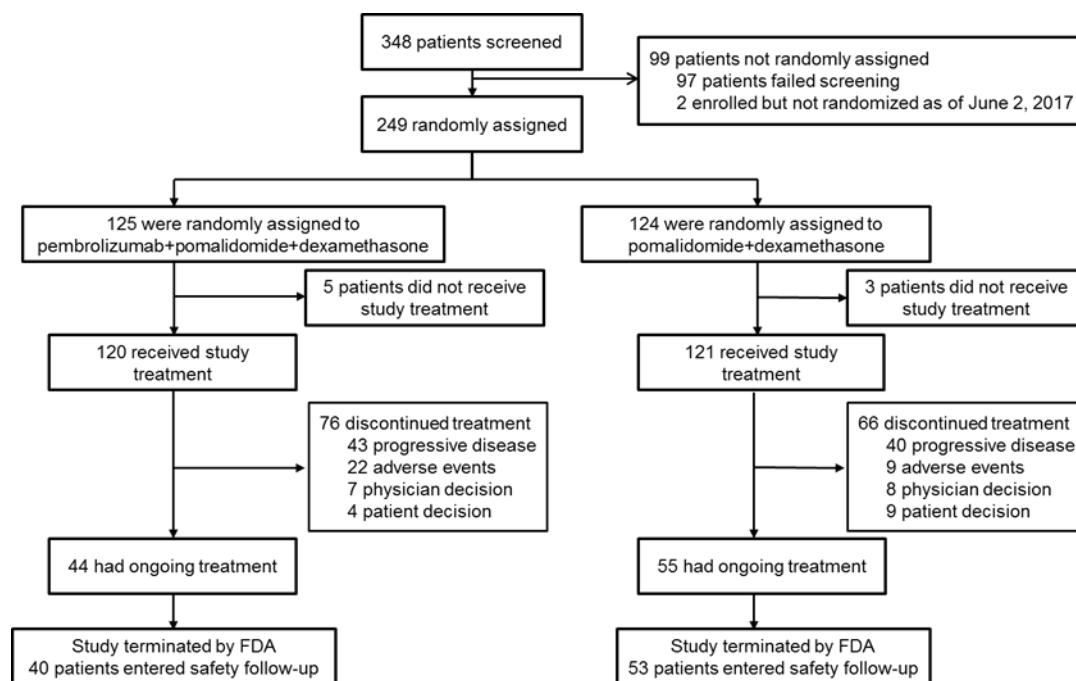 348 patients screened
99 patients not randomly assigned
97 patients failed screening
2 enrolled but not randomized as of June 2, 2017
249 randomly assigned
125 were randomly assigned to
pembrolizumab+pomalidomide+dexamethasone
124 were randomly assigned to
pomalidomide+dexamethasone
5 patients did not receive
study treatment
3 patients did not receive
study treatment
120 received study
treatment
121 received study
treatment
76 discontinued treatment
43 progressive disease
22 adverse events
7 physician decision
4 patient decision
66 discontinued treatment
40 progressive disease
9 adverse events
8 physician decision
9 patient decision
44 had ongoing treatment
55 had ongoing treatment
Study terminated by FDA
40 patients entered safety follow-up
Study terminated by FDA
53 patients entered safety follow-up